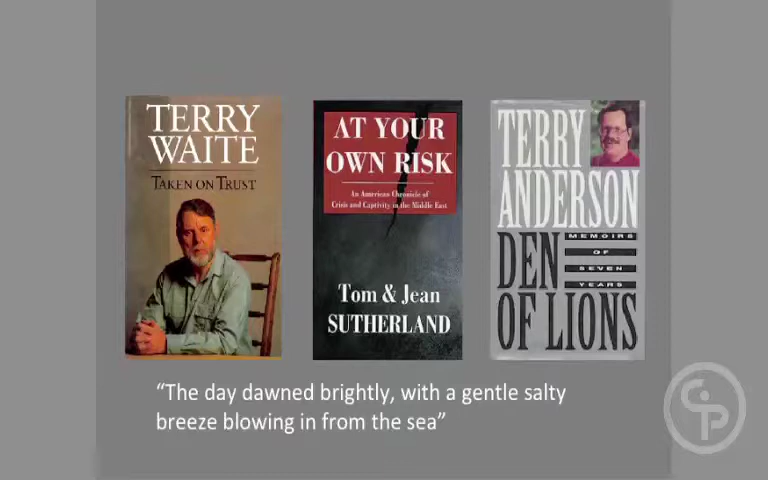 TERRY
WAITE
TAKEN ON TRUST
AT YOUR
OWN RISK
An American Chronicle of
Crisis and Captivity in the Middle East
Tom & Jean
SUTHERLAND
TERRY
ANDERSON
DEN
MEMOIRS
OF
SEVEN
YEARS
OF LIONS
“The day dawned brightly, with a gentle salty
breeze blowing in from the sea”
CP